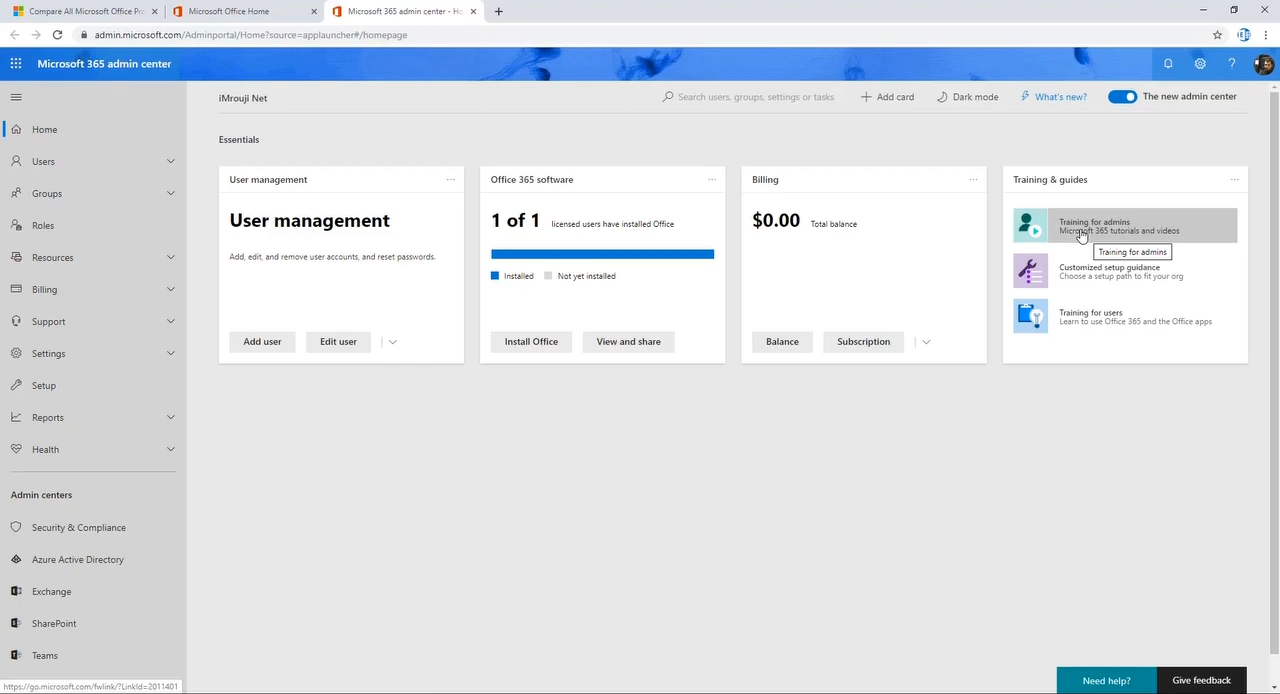 Compare All Microsoft Office Pr
Microsoft Office Home
Microsoft 365 admin center - Ho
admin.microsoft.com/Adminportal/Home?source=applauncher#/homepage
Microsoft 365 admin center
iMrouji Net
Search users, groups, settings or tasks
Add card
Dark mode
What's new?
The new admin center
Home
Users
Groups
Roles
Resources
Billing
Support
Settings
Setup
Reports
Health
Admin centers
Security & Compliance
Azure Active Directory
Exchange
SharePoint
Teams
https://go.microsoft.com/fwlink/?LinkId=2011401
Essentials
User management
User management
Add, edit, and remove user accounts, and reset passwords.
Add user
Edit user
Office 365 software
1 of 1 licensed users have installed Office
Installed
Not yet installed
Install Office
View and share
Billing
$0.00 Total balance
Balance
Subscription
Training & guides
Training for admins
Microsoft 365 tutorials and videos
Training for admins
Customized setup guidance
Choose a setup path to fit your org
Training for users
Learn to use Office 365 and the Office apps
Need help?
Give feedback